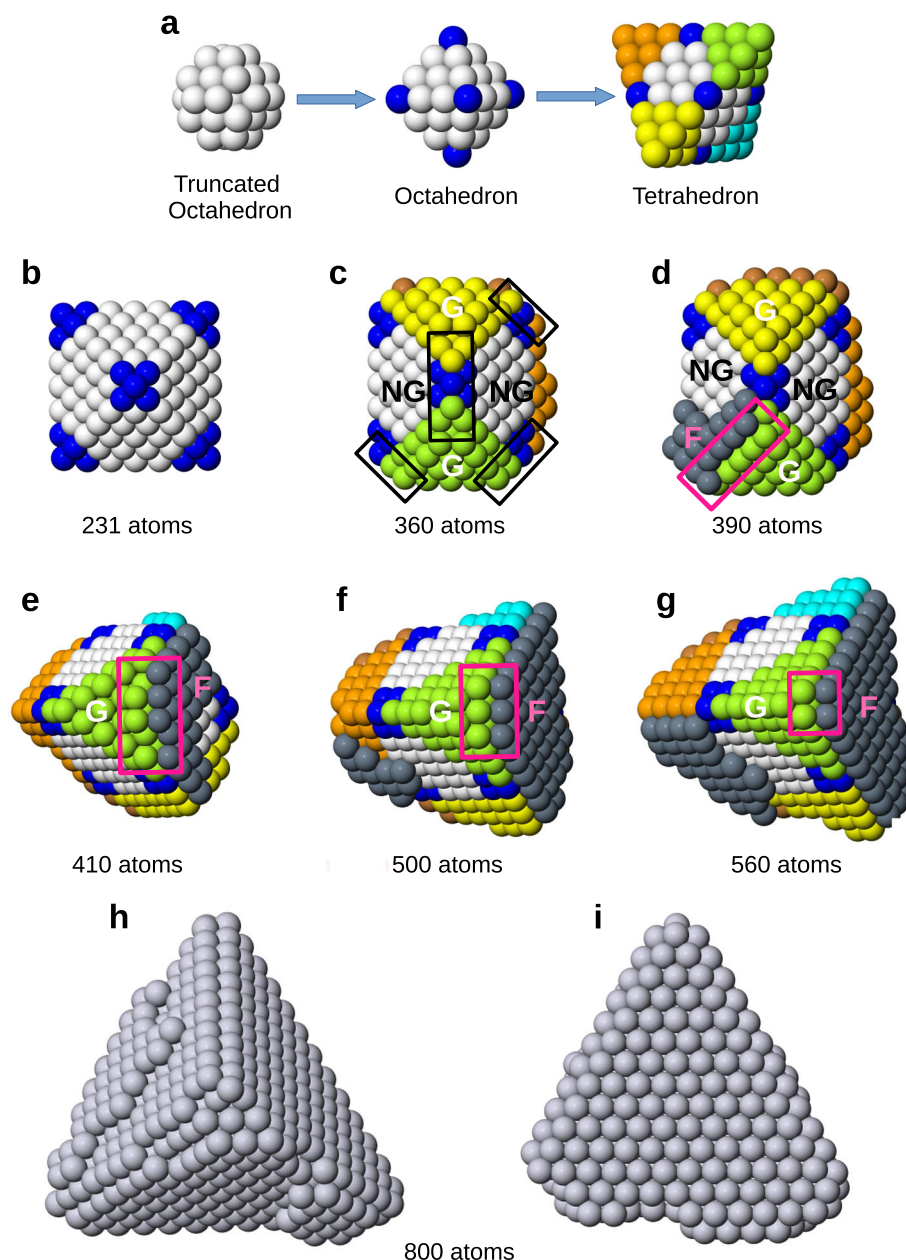 a
Truncated
Octahedron
Octahedron
Tetrahedron
b
c
d
G
NG
NG
G
G
NG
NG
F
G
231 atoms
360 atoms
390 atoms
e
f
g
G
F
G
F
G
F
410 atoms
500 atoms
560 atoms
h
i
800 atoms